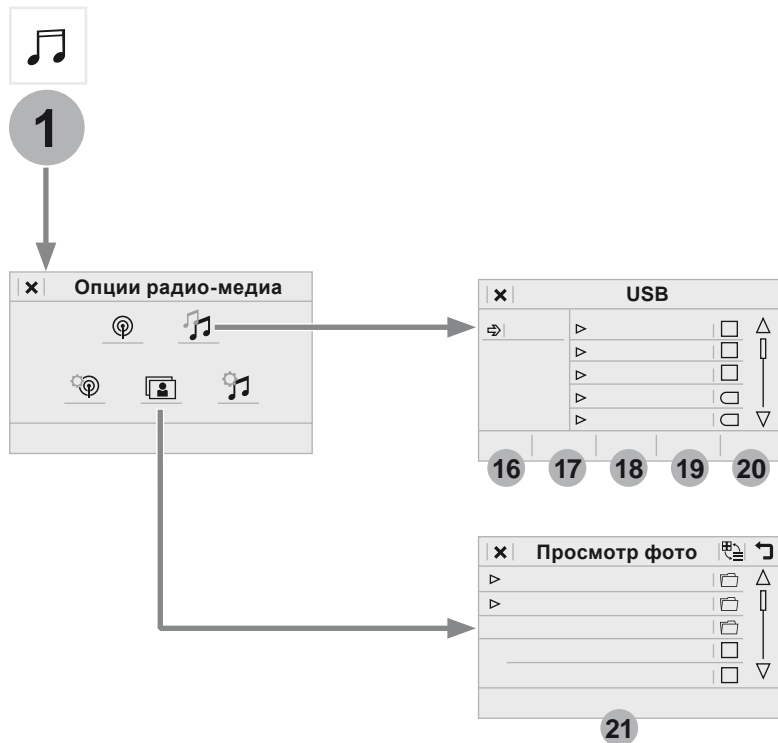 1
Опции радио-медиа
USB
16 17 18 19 20
Просмотр фото
21